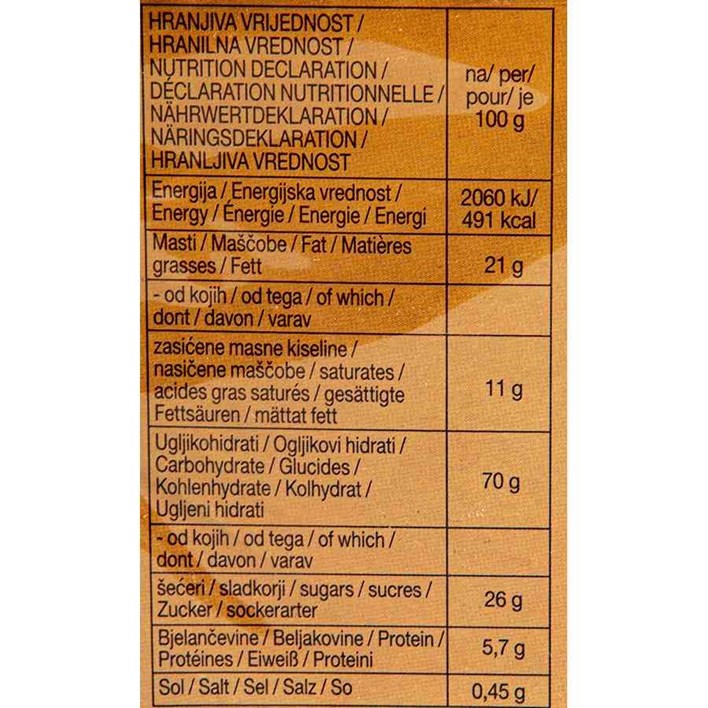 HRANJIVA VRIJEDNOST /
HRANILNA VREDNOST /
NUTRITION DECLARATION /
DÉCLARATION NUTRITIONNELLE /
NÄHRWERTDEKLARATION /
NÄRINGSDEKLARATION /
HRANLJIVA VREDNOST
na/ per/
pour/ je
100 g
Energija / Energijska vrednost /
Energy / Énergie / Energie / Energi
2060 kJ/
491 kcal
Masti / Maščobe / Fat / Matières
grasses / Fett
21 g
- od kojih / od tega / of which /
dont / davon / varav
zasićene masne kiseline /
nasičene maščobe / saturates /
acides gras saturés / gesättigte
Fettsäuren / mättat fett
11 g
Ugljikohidrati / Ogljikovi hidrati /
Carbohydrate / Glucides /
Kohlenhydrate / Kolhydrat /
Ugljeni hidrati
70 g
- od kojih / od tega / of which /
dont / davon / varav
šećeri / sladkorji / sugars / sucres /
Zucker / sockerarter
26 g
Bjelančevine / Beljakovine / Protein /
Protéines / Eiweiß / Proteini
5,7 g
Sol / Salt / Sel / Salz / So
0,45 g